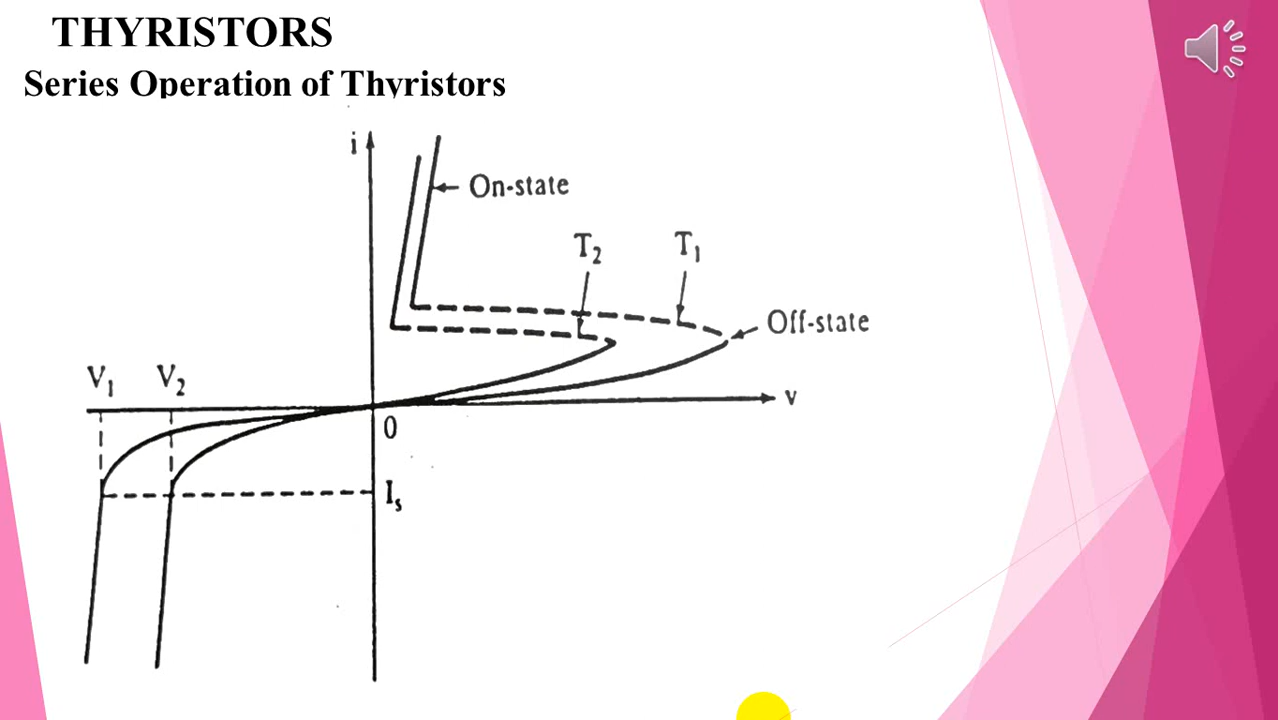 THYRISTORS
Series Operation of Thyristors
i
On-state
T2
T1
Off-state
V1
V2
v
0
Is